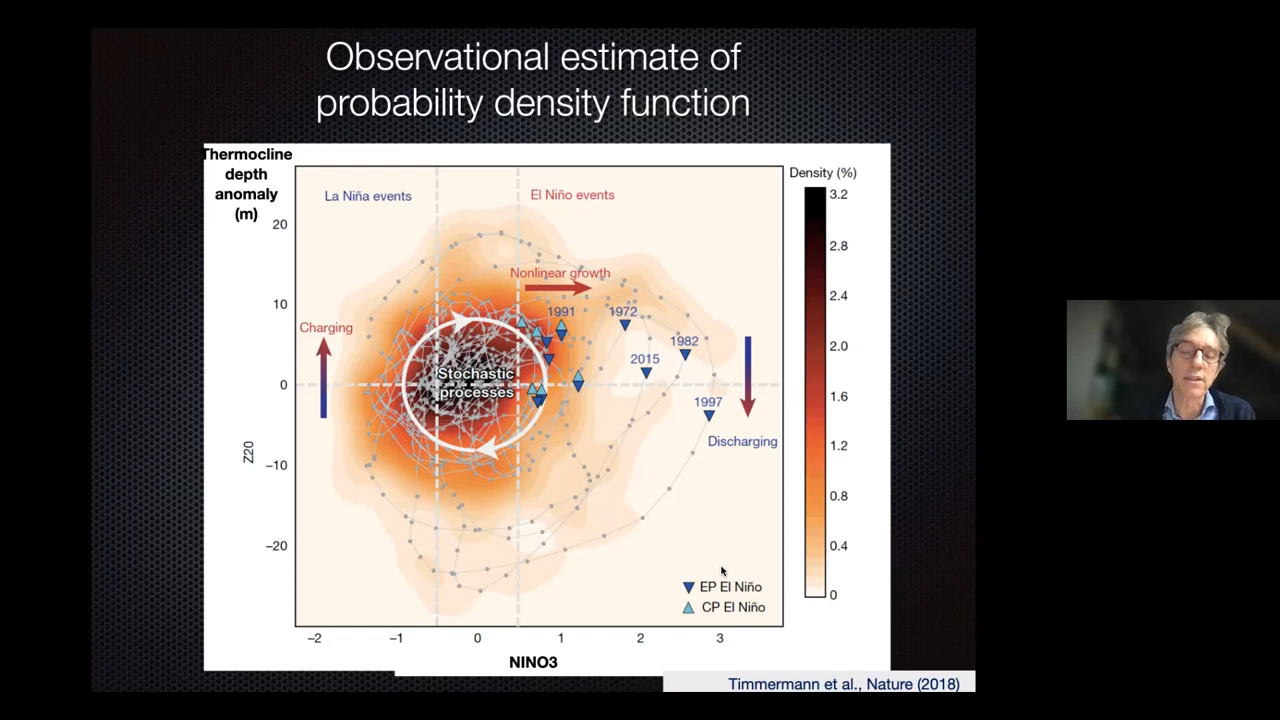 Observational estimate of
probability density function
Thermocline
depth
anomaly
(m)
La Niña events
El Niño events
Density (%)
3.2
2.8
2.4
2.0
1.6
1.2
0.8
0.4
0
20
10
0
−10
−20
Z20
Nonlinear growth
Charging
1991
1972
1982
2015
1997
Stochastic
processes
Discharging
EP El Niño
CP El Niño
−2
−1
0
1
2
3
NINO3
Timmermann et al., Nature (2018)